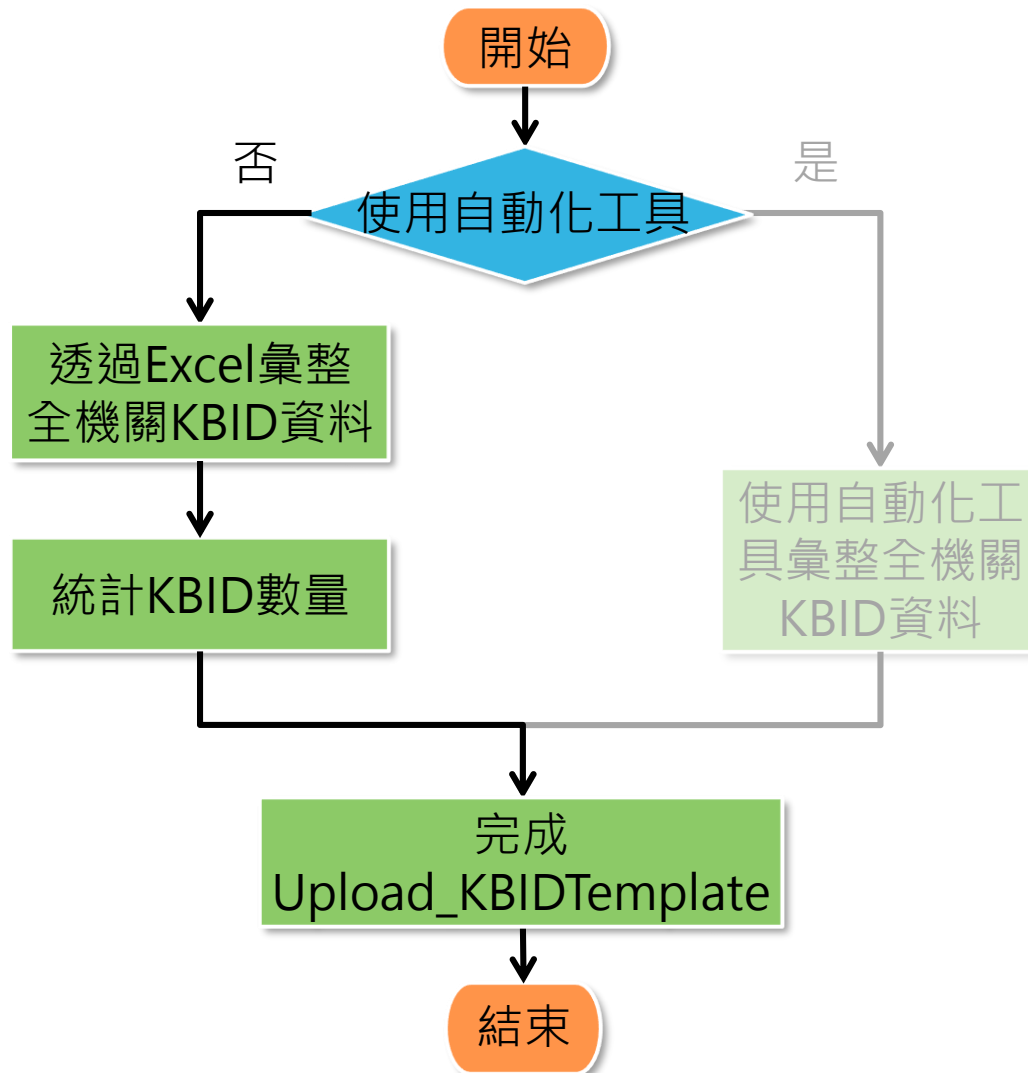 開始
否
是
使用自動化工具
透過Excel彙整
全機關KBID資料
統計KBID數量
使用自動化工
具彙整全機關
KBID資料
完成
Upload_KBIDTemplate
結束